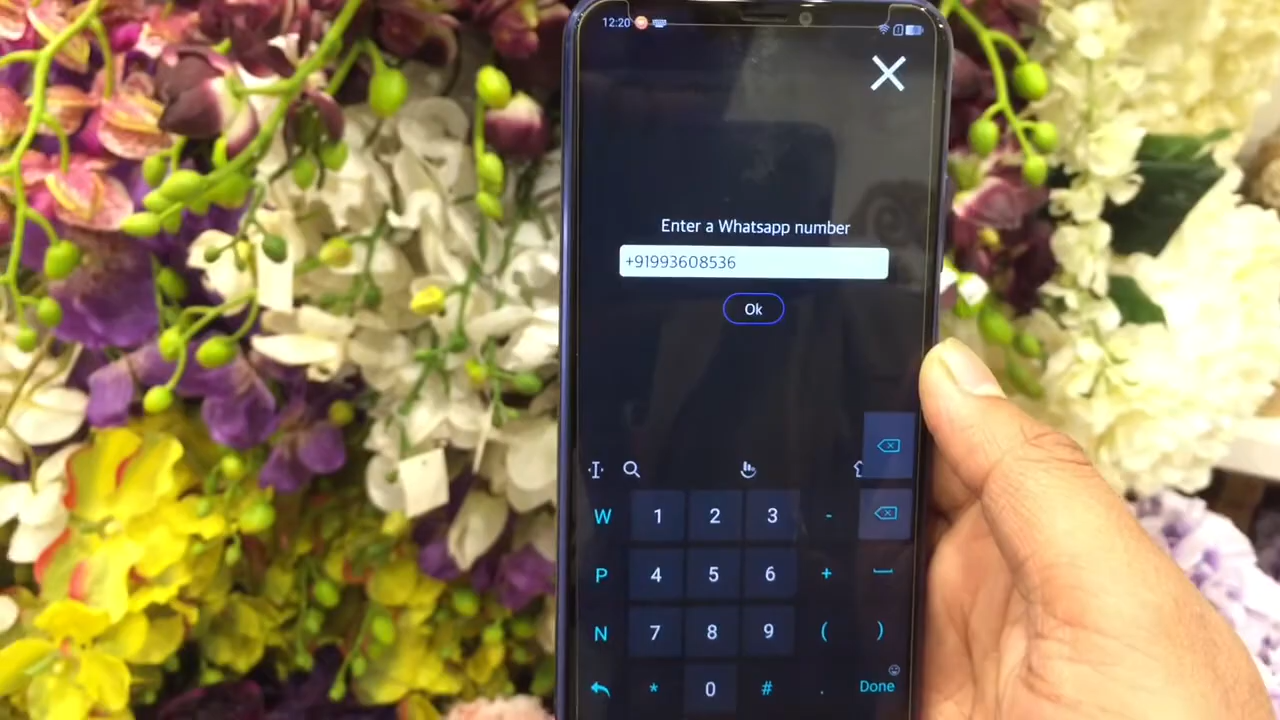 12:20
Enter a Whatsapp number
+91993608536
Ok
W 1 2 3 -
P 4 5 6 +
N 7 8 9 ( )
* 0 # . Done